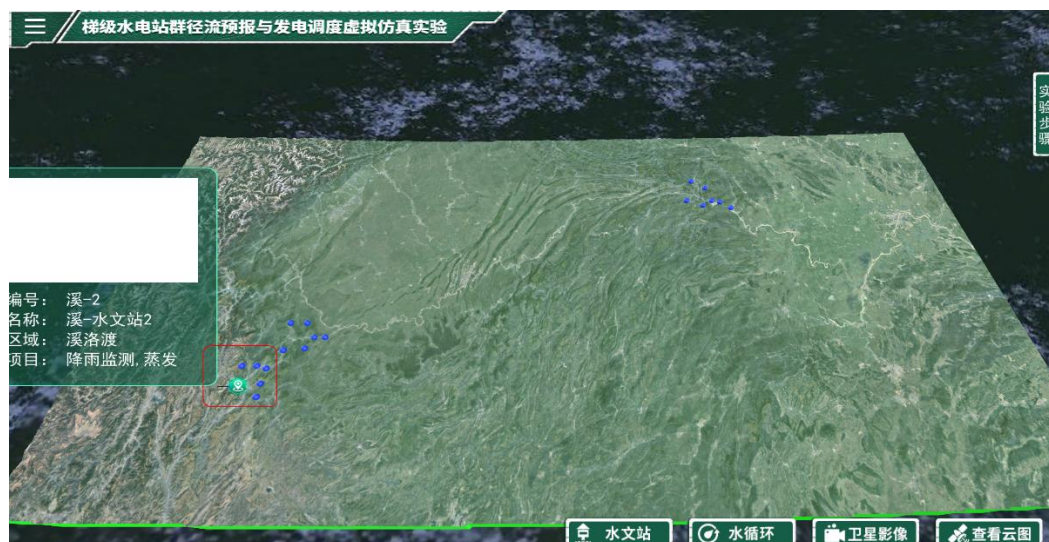 梯级水电站群径流预报与发电调度虚拟仿真实验
实验步骤
编号： 溪-2
名称： 溪-水文站2
区域： 溪洛渡
项目： 降雨监测,蒸发
水文站
水循环
卫星影像
查看云图